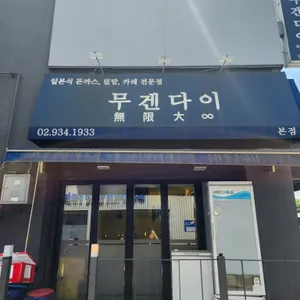 일본식 돈까스, 덮밥, 카레 전문점
무겐다이
無限大∞
02.934.1933
본점